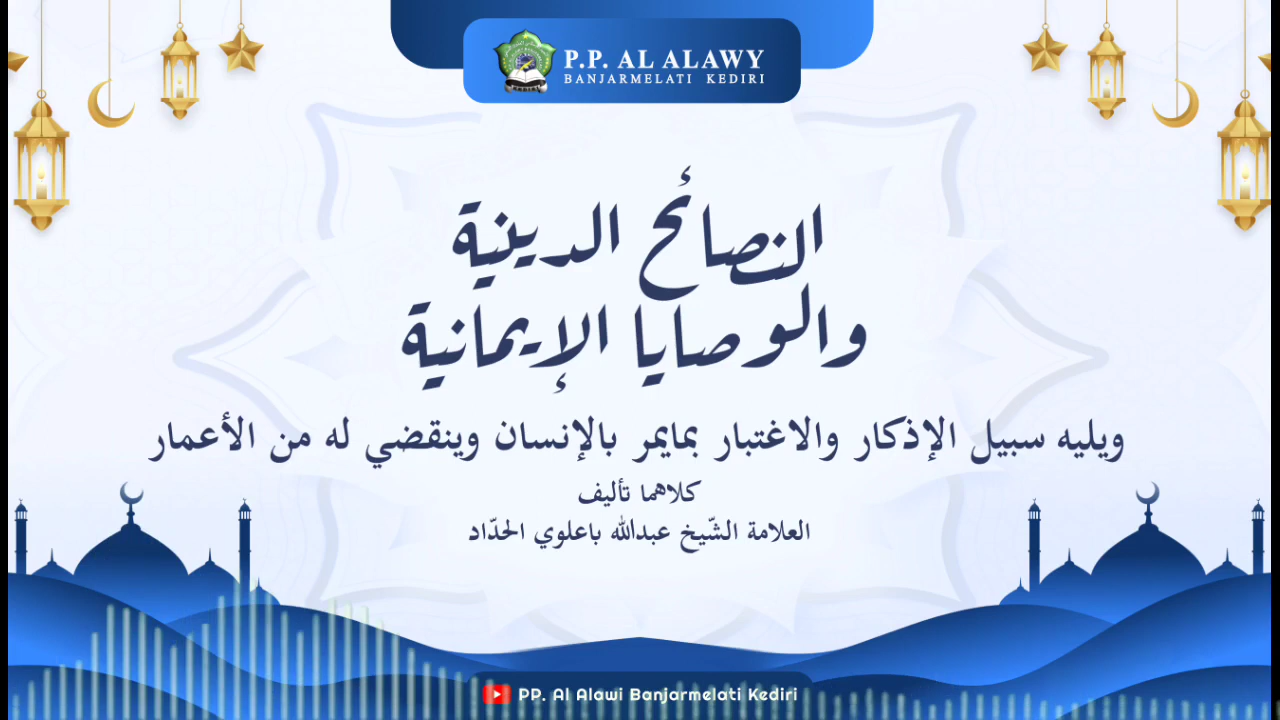 P.P. AL ALAWY
BANJARMELATI KEDIRI
النصائح الدينية
والوصايا الإيمانية
ويليه سبيل الإذكار والاغتبار بمايمر بالإنسان وينقضي له من الأعمار
كلاهما تأليف
العلامة الشّيخ عبدالله باعلوي الحدّاد
PP. Al Alawi Banjarmelati Kediri